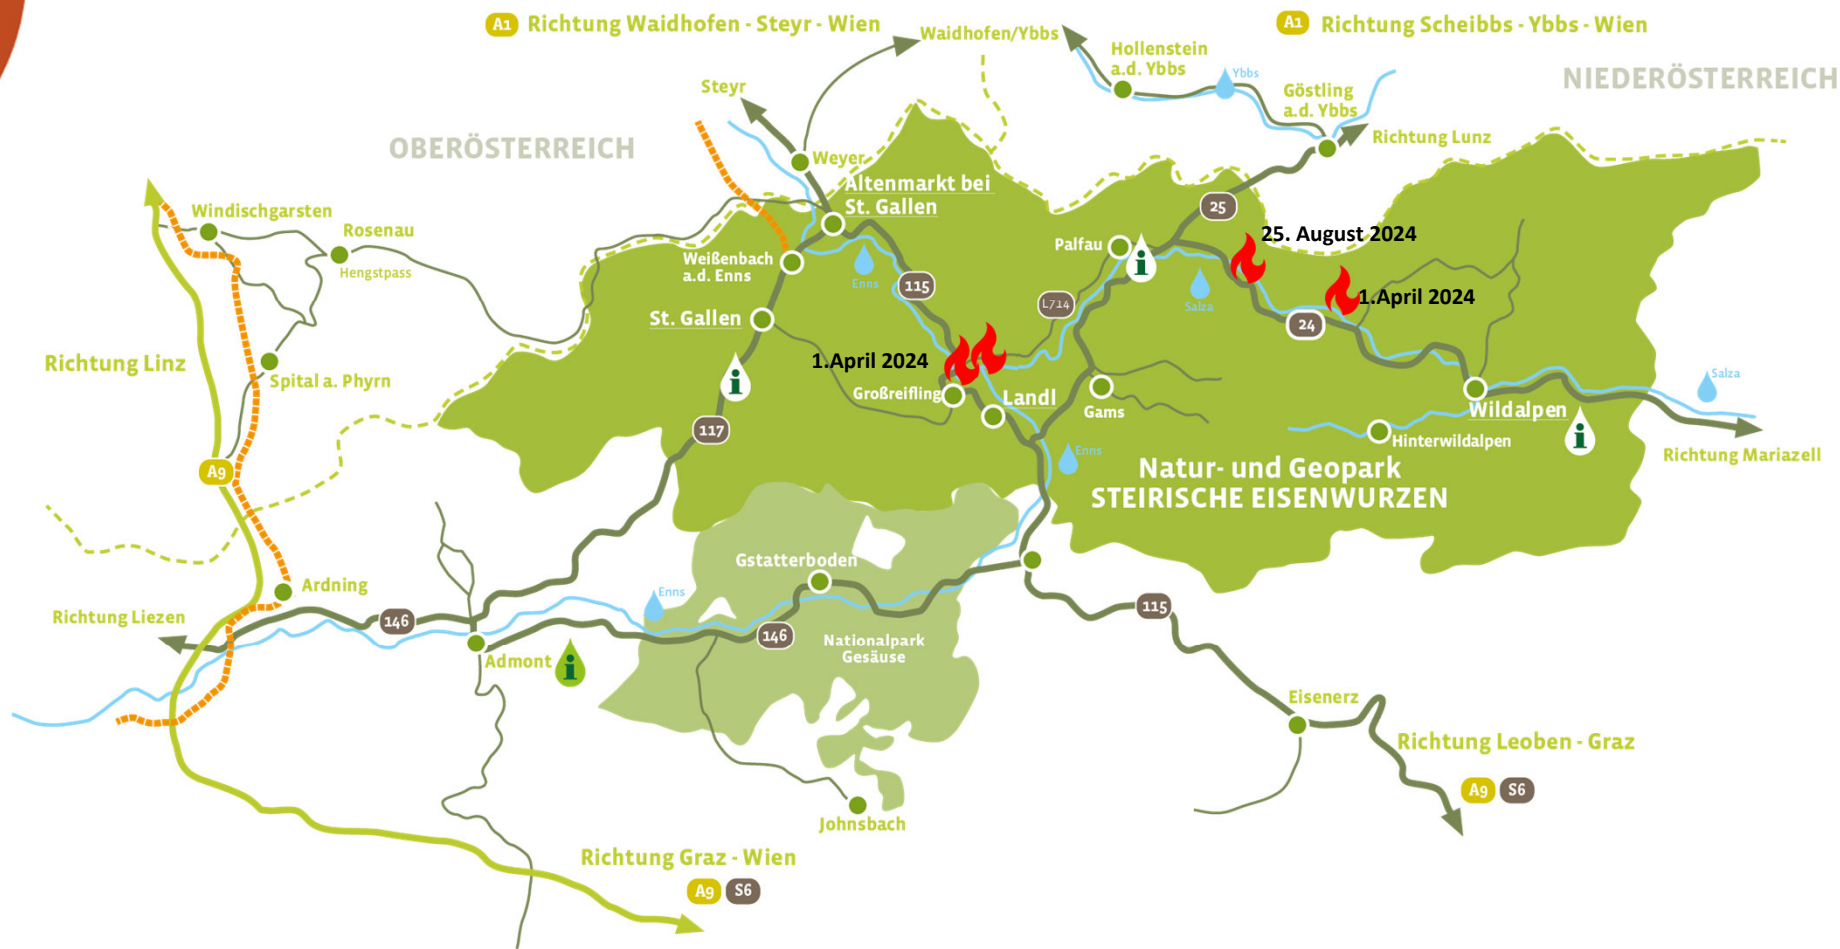 A1 Richtung Waidhofen - Steyr - Wien
A1 Richtung Scheibbs - Ybbs - Wien
Waidhofen/Ybbs
Hollenstein
a.d. Ybbs
Ybbs
Göstling
a.d. Ybbs
NIEDERÖSTERREICH
Steyr
OBERÖSTERREICH
Richtung Lunz
Weyer
Altenmarkt bei
St. Gallen
25
Windischgarsten
Rosenau
Hengstpass
Palfau
i
25. August 2024
Weißenbach
a.d. Enns
Enns
115
L714
Salza
1.April 2024
24
St. Gallen
Richtung Linz
Spital a. Phyrn
i
1.April 2024
Großreifling
Landl
Gams
Salza
Wildalpen
i
Hinterwildalpen
Richtung Mariazell
117
A9
Enns
Natur- und Geopark
STEIRISCHE EISENWURZEN
Gstatterboden
Ardning
Enns
Richtung Liezen
146
146
115
Nationalpark
Gesäuse
Admont
i
Eisenerz
Richtung Leoben - Graz
A9 S6
Johnsbach
Richtung Graz - Wien
A9 S6